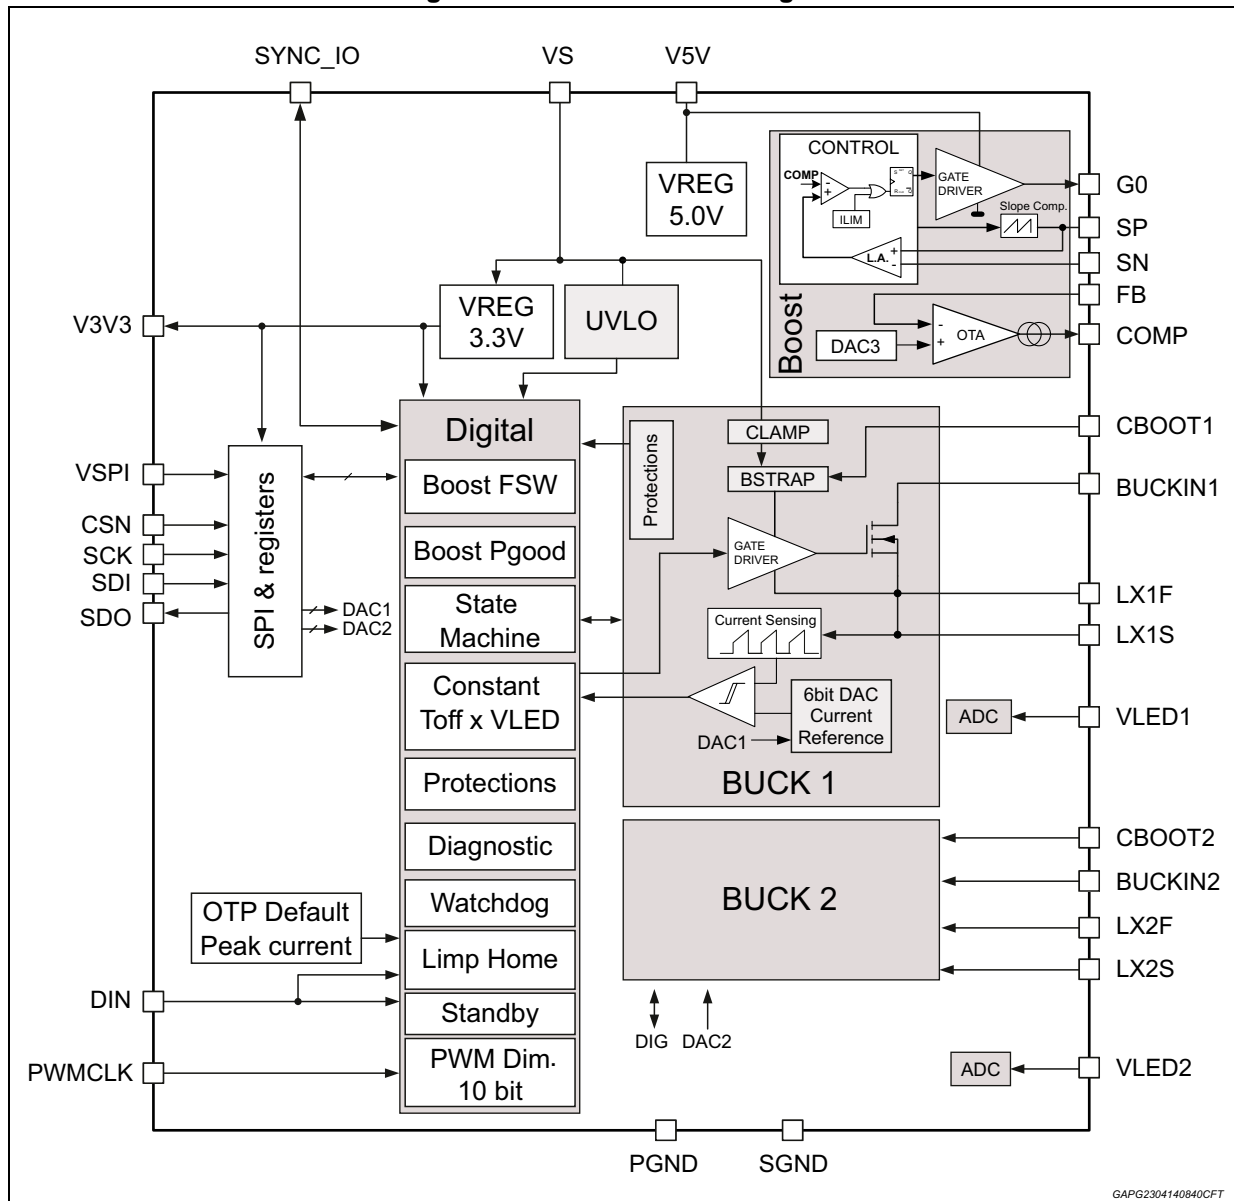 SYNC_IO
VS
V5V
CONTROL
COMP
-
+
ILIM
S
Q
R
Q
GATE
DRIVER
Slope Comp.
L.A.
+
-
Boost
DAC3
-
+
OTA
G0
SP
SN
FB
COMP
VREG
5.0V
VREG
3.3V
UVLO
V3V3
VSPI
CSN
SCK
SDI
SDO
SPI & registers
DAC1
DAC2
Digital
Boost FSW
Boost Pgood
State
Machine
Constant
Toff x VLED
Protections
Diagnostic
Watchdog
Limp Home
Standby
PWM Dim.
10 bit
OTP Default
Peak current
DIN
PWMCLK
Protections
CLAMP
BSTRAP
GATE
DRIVER
Current Sensing
6bit DAC
Current
Reference
DAC1
BUCK 1
CBOOT1
BUCKIN1
LX1F
LX1S
ADC
VLED1
BUCK 2
DIG
DAC2
CBOOT2
BUCKIN2
LX2F
LX2S
ADC
VLED2
PGND
SGND
GAPG2304140840CFT